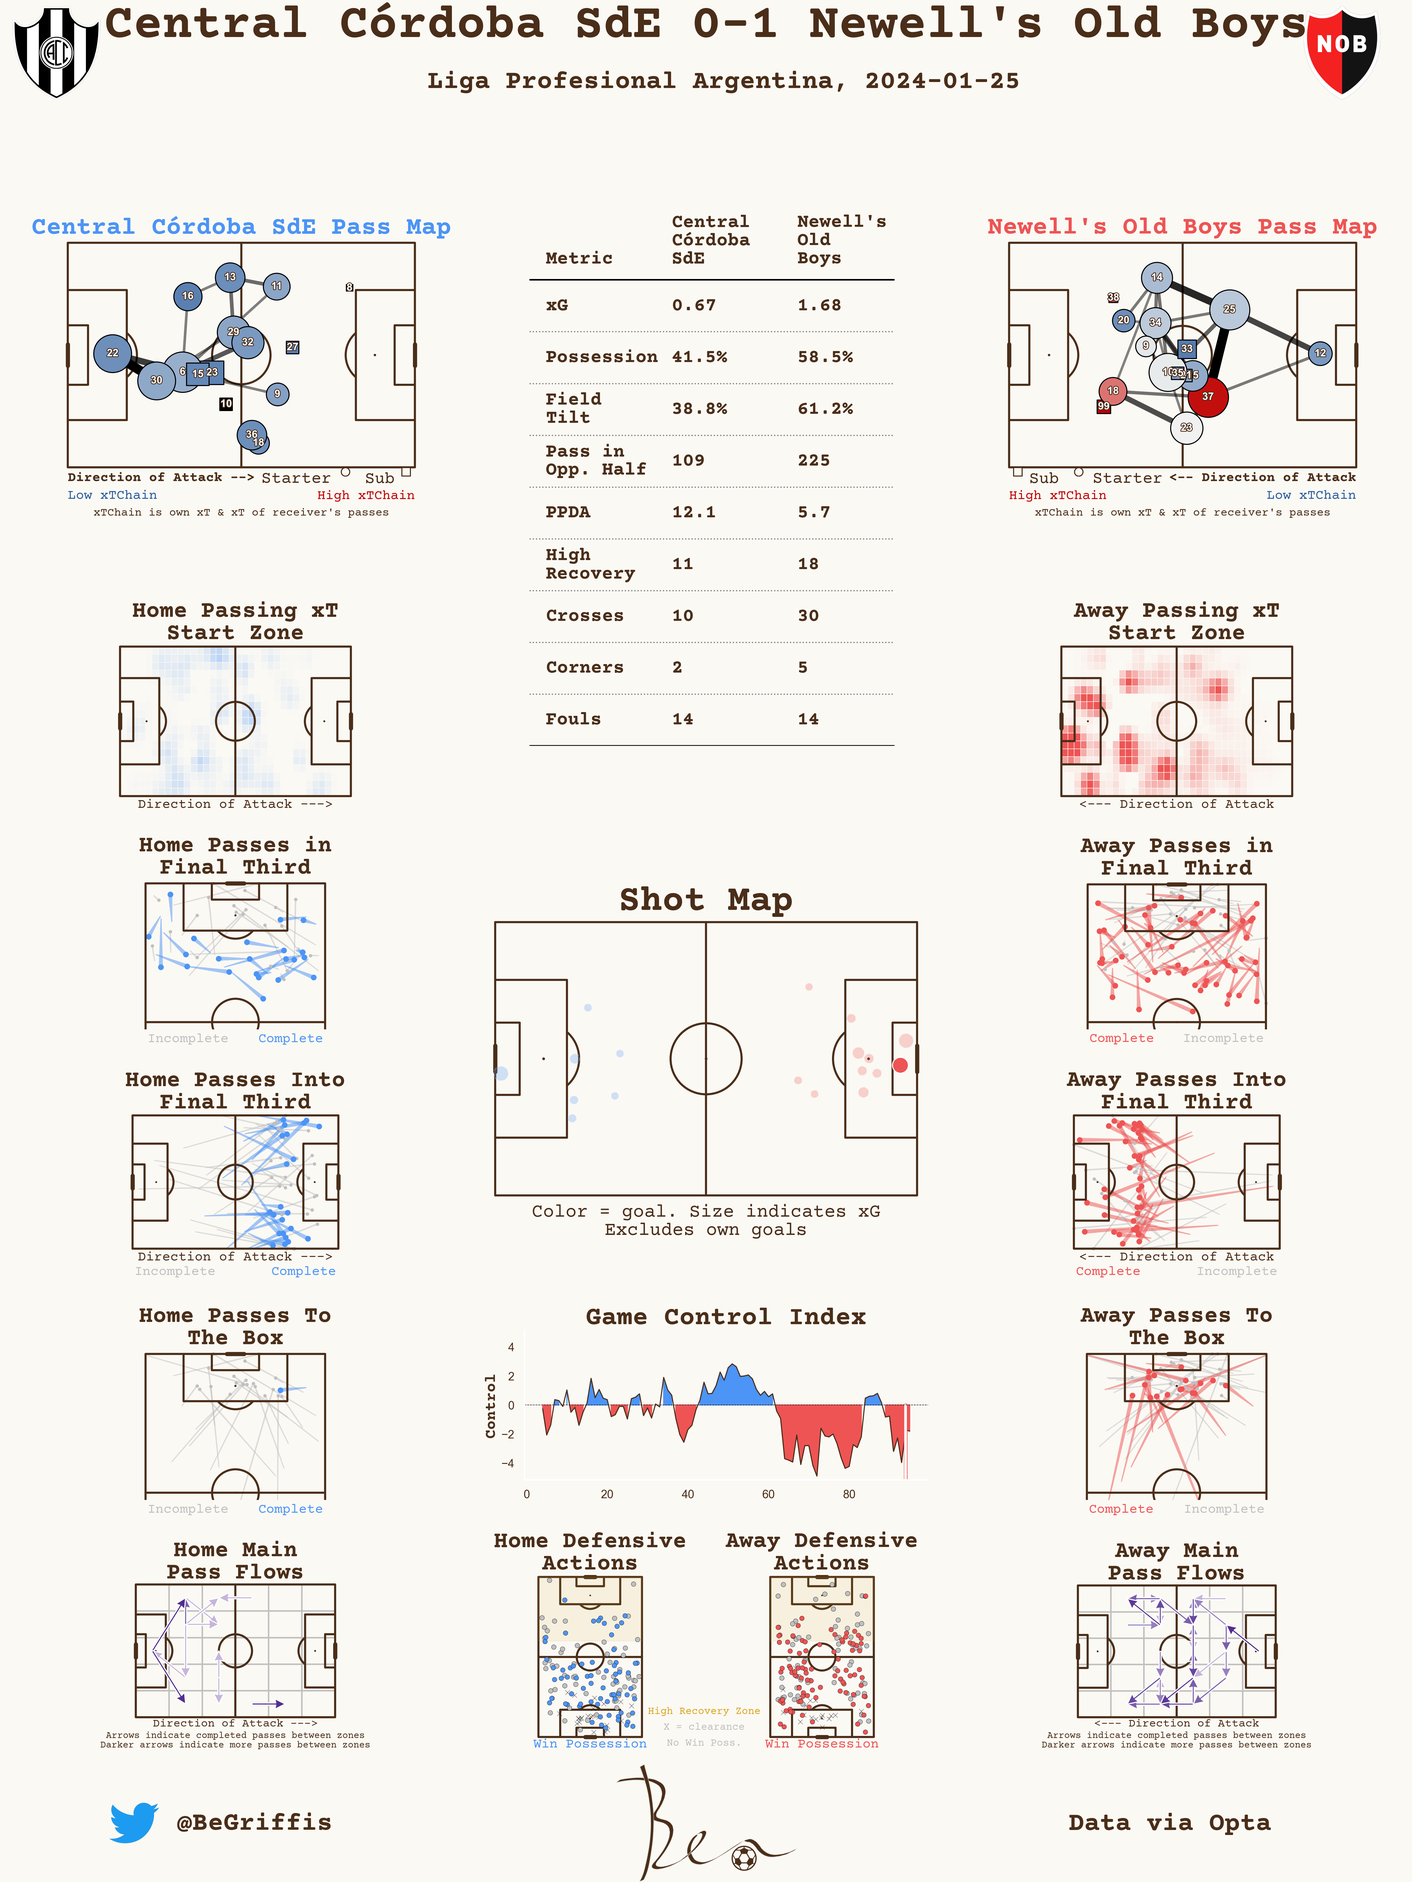 Central Córdoba SdE 0-1 Newell's Old Boys
NOB
Liga Profesional Argentina, 2024-01-25
Central Córdoba SdE Pass Map
13
11
16
8
29
32
27
22
6
15
23
30
9
10
36
18
Direction of Attack --> Starter Sub
Low xTChain High xTChain
xTChain is own xT & xT of receiver's passes
Metric Central Córdoba SdE Newell's Old Boys
xG 0.67 1.68
Possession 41.5% 58.5%
Field Tilt 38.8% 61.2%
Pass in Opp. Half 109 225
PPDA 12.1 5.7
High Recovery 11 18
Crosses 10 30
Corners 2 5
Fouls 14 14
Newell's Old Boys Pass Map
14
38
25
20
34
9
33
12
35
15
18
37
99
23
Sub Starter <-- Direction of Attack
High xTChain Low xTChain
xTChain is own xT & xT of receiver's passes
Home Passing xT
Start Zone
Direction of Attack --->
Away Passing xT
Start Zone
<--- Direction of Attack
Home Passes in
Final Third
Incomplete Complete
Away Passes in
Final Third
Complete Incomplete
Shot Map
Color = goal. Size indicates xG
Excludes own goals
Home Passes Into
Final Third
Direction of Attack --->
Incomplete Complete
Away Passes Into
Final Third
<--- Direction of Attack
Complete Incomplete
Home Passes To
The Box
Incomplete Complete
Game Control Index
Control
4
2
0
−2
−4
0 20 40 60 80
Away Passes To
The Box
Complete Incomplete
Home Main
Pass Flows
Direction of Attack --->
Arrows indicate completed passes between zones
Darker arrows indicate more passes between zones
Home Defensive
Actions
Win Possession
High Recovery Zone
X = clearance
No Win Poss.
Away Defensive
Actions
Win Possession
Away Main
Pass Flows
<--- Direction of Attack
Arrows indicate completed passes between zones
Darker arrows indicate more passes between zones
@BeGriffis
Ben
Data via Opta